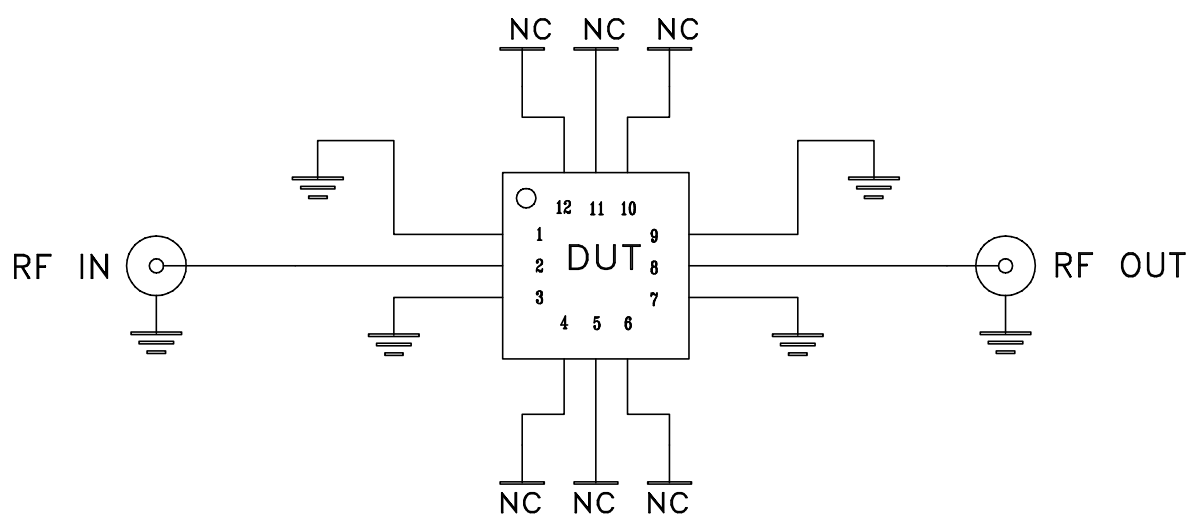 NC NC NC
12 11 10
1 9
RF IN 2 DUT 8 RF OUT
3 7
4 5 6
NC NC NC